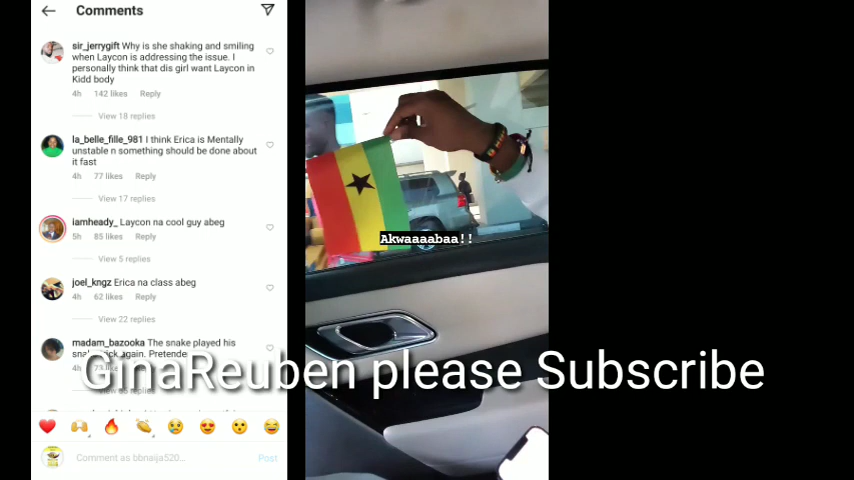 Comments
sir_jerrygift Why is she shaking and smiling
when Laycon is addressing the issue. I
personally think that dis girl want Laycon in
Kidd body
4h 142 likes Reply
View 18 replies
la_belle_fille_981 I think Erica is Mentally
unstable n something should be done about
it fast
4h 77 likes Reply
View 17 replies
iamheady_ Laycon na cool guy abeg
5h 85 likes Reply
View 5 replies
joel_kngz Erica na class abeg
4h 62 likes Reply
View 22 replies
madam_bazooka The snake played his
again. Pretende
4h
replies
Comment as bbnaija520... Post
Akwaaaabaa!!
GinaReuben please Subscribe